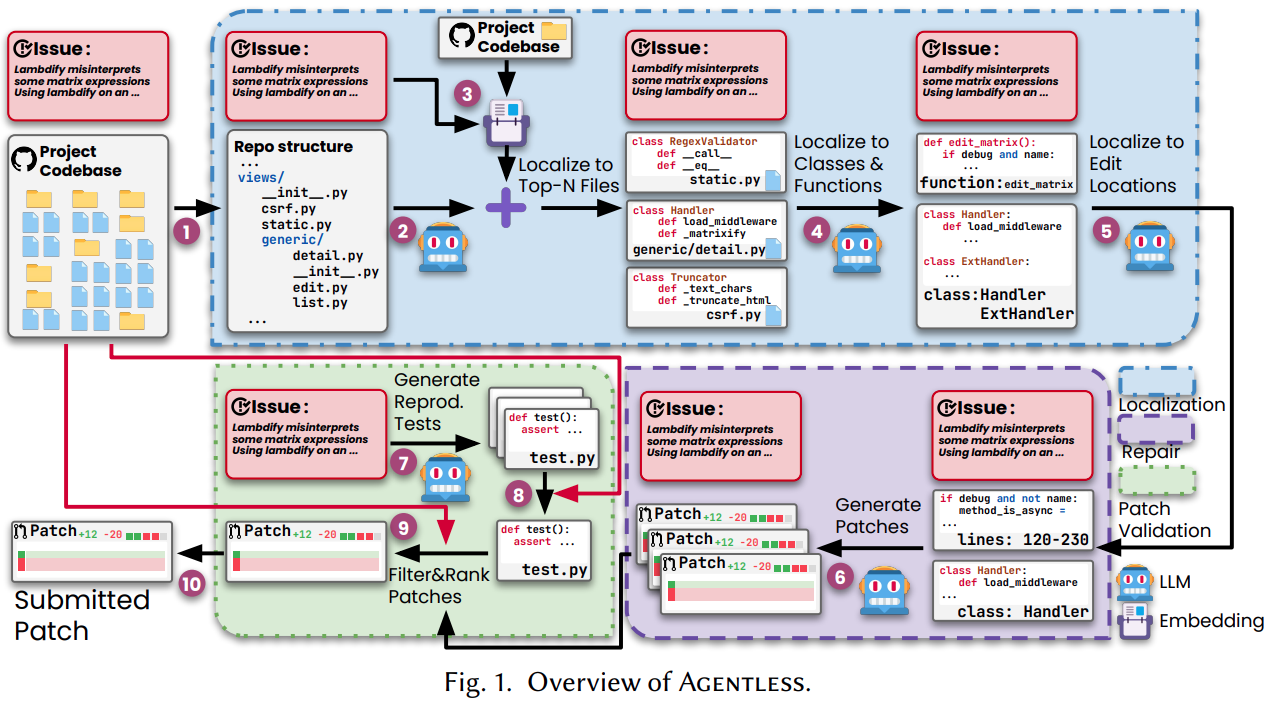 Issue:
Lambdify misinterprets
some matrix expressions
Using lambdify on an ...
Project
Codebase
1
Issue:
Lambdify misinterprets
some matrix expressions
Using lambdify on an ...
Repo structure
...
views/
__init__.py
csrf.py
static.py
generic/
detail.py
__init__.py
edit.py
list.py
...
2
Project
Codebase
3
Localize to
Top-N Files
Issue:
Lambdify misinterprets
some matrix expressions
Using lambdify on an ...
class RegexValidator
def __call__
def __eq__
static.py
class Handler
def load_middleware
def _matrixify
generic/detail.py
class Truncator
def _text_chars
def _truncate_html
csrf.py
Localize to
Classes &
Functions
4
Issue:
Lambdify misinterprets
some matrix expressions
Using lambdify on an ...
def edit_matrix():
if debug and name:
...
function:edit_matrix
class Handler:
def load_middleware
...
class ExtHandler:
...
class:Handler
ExtHandler
Localize to
Edit
Locations
5
Issue:
Lambdify misinterprets
some matrix expressions
Using lambdify on an ...
if debug and not name:
method_is_async =
...
lines: 120-230
class Handler:
def load_middleware
...
class: Handler
Generate
Patches
6
Issue:
Lambdify misinterprets
some matrix expressions
Using lambdify on an ...
Patch +12 -20
Patch +12 -20
Patch +12 -20
Issue:
Lambdify misinterprets
some matrix expressions
Using lambdify on an ...
Generate
Reprod.
Tests
7
def test():
assert ...
test.py
8
def test():
assert ...
test.py
9
Filter&Rank
Patches
Patch +12 -20
10
Patch +12 -20
Submitted
Patch
Localization
Repair
Patch
Validation
LLM
Embedding
Fig. 1. Overview of Agentless.